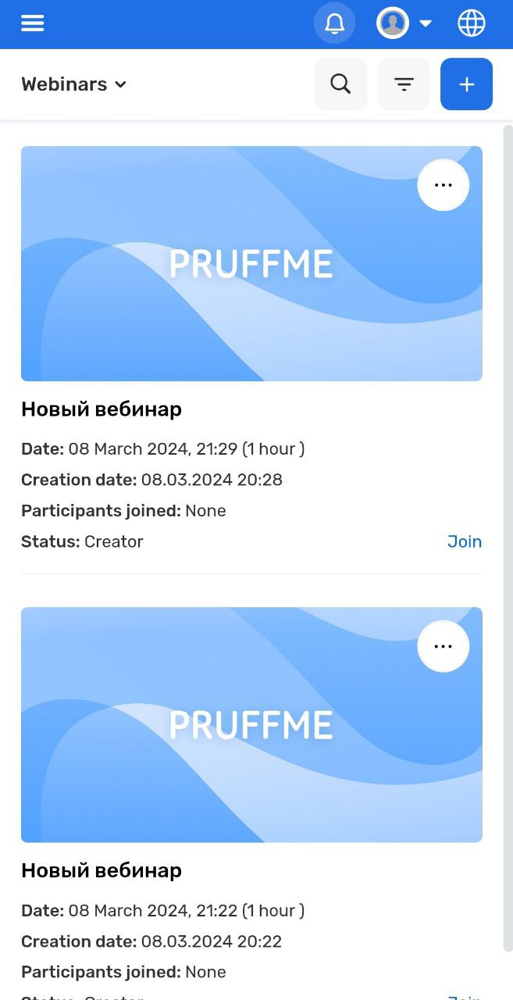 Webinars
PRUFFME
Новый вебинар
Date: 08 March 2024, 21:29 (1 hour )
Creation date: 08.03.2024 20:28
Participants joined: None
Status: Creator Join
PRUFFME
Новый вебинар
Date: 08 March 2024, 21:22 (1 hour )
Creation date: 08.03.2024 20:22
Participants joined: None